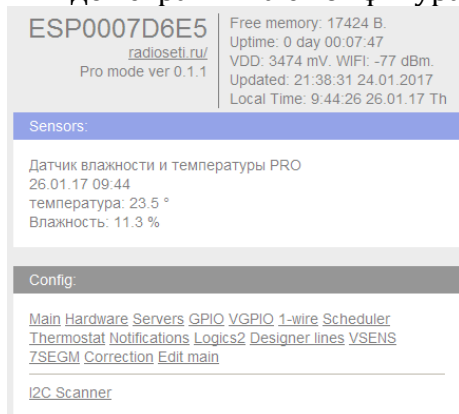 ESP0007D6E5
radioseti.ru/
Pro mode ver 0.1.1
Free memory: 17424 B.
Uptime: 0 day 00:07:47
VDD: 3474 mV. WIFI: -77 dBm.
Updated: 21:38:31 24.01.2017
Local Time: 9:44:26 26.01.17 Th
Sensors:
Датчик влажности и температуры PRO
26.01.17 09:44
температура: 23.5 °
Влажность: 11.3 %
Config:
Main Hardware Servers GPIO VGPIO 1-wire Scheduler
Thermostat Notifications Logics2 Designer lines VSENS
7SEGM Correction Edit main
I2C Scanner